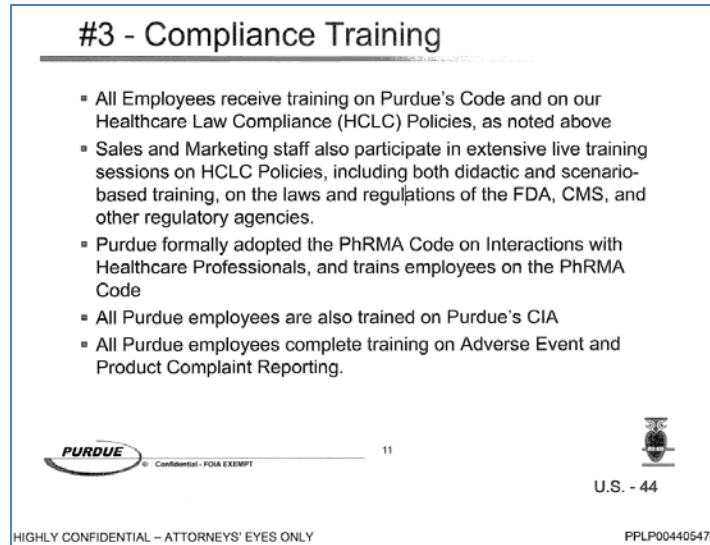 #3 - Compliance Training
▪ All Employees receive training on Purdue's Code and on our
Healthcare Law Compliance (HCLC) Policies, as noted above
▪ Sales and Marketing staff also participate in extensive live training
sessions on HCLC Policies, including both didactic and scenario-
based training, on the laws and regulations of the FDA, CMS, and
other regulatory agencies.
▪ Purdue formally adopted the PhRMA Code on Interactions with
Healthcare Professionals, and trains employees on the PhRMA
Code
▪ All Purdue employees are also trained on Purdue's CIA
▪ All Purdue employees complete training on Adverse Event and
Product Complaint Reporting.
PURDUE
© Confidential - FOIA EXEMPT
11
U.S. - 44
HIGHLY CONFIDENTIAL – ATTORNEYS' EYES ONLY
PPLP00440547